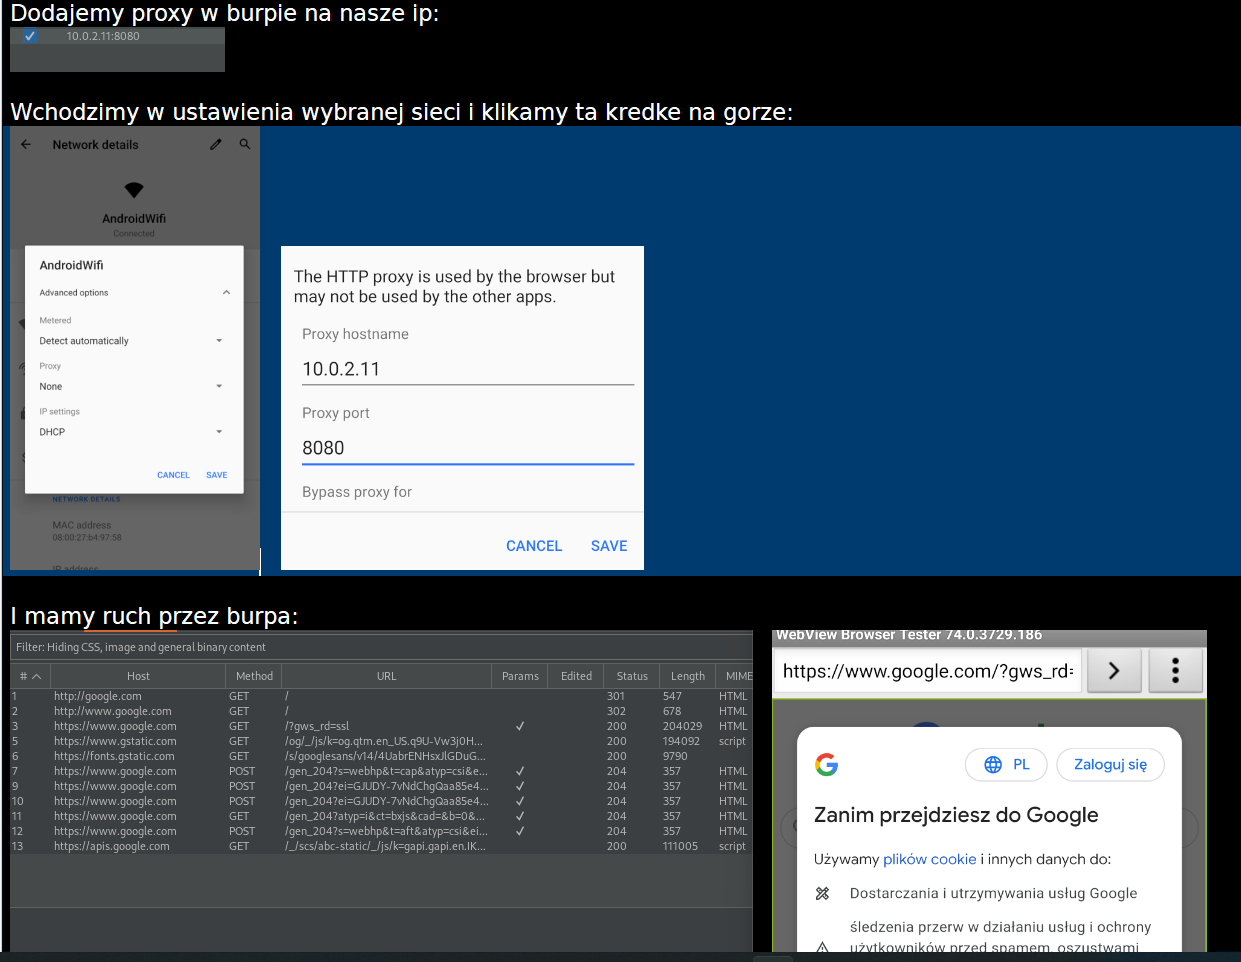 Dodajemy proxy w burpie na nasze ip:
10.0.2.11:8080
Wchodzimy w ustawienia wybranej sieci i klikamy ta kredke na gorze:
Network details
AndroidWifi
Connected
AndroidWifi
Advanced options
Metered
Detect automatically
Proxy
None
IP settings
DHCP
CANCEL SAVE
NETWORK DETAILS
MAC address
08:00:27:b4:97:58
IP address
The HTTP proxy is used by the browser but
may not be used by the other apps.
Proxy hostname
10.0.2.11
Proxy port
8080
Bypass proxy for
CANCEL SAVE
I mamy ruch przez burpa:
Filter: Hiding CSS, image and general binary content
# Host Method URL Params Edited Status Length MIME
1 http://google.com GET / 301 547 HTML
2 http://www.google.com GET / 302 678 HTML
3 https://www.google.com GET /?gws_rd=ssl ✓ 200 204029 HTML
5 https://www.gstatic.com GET /og/_/js/k=og.qtm.en_US.q9U-Vw3j0H... 200 194092 script
6 https://fonts.gstatic.com GET /s/googlesans/v14/4UabrENHsxJlGDuG... 200 9790
7 https://www.google.com POST /gen_204?s=webhp&t=cap&atyp=csi&e... ✓ 204 357 HTML
9 https://www.google.com POST /gen_204?ei=GJUDY-7vNdChgQaa85e4... ✓ 204 357 HTML
10 https://www.google.com POST /gen_204?ei=GJUDY-7vNdChgQaa85e4... ✓ 204 357 HTML
11 https://www.google.com GET /gen_204?atyp=i&ct=bxjs&cad=&b=0&... ✓ 204 357 HTML
12 https://www.google.com POST /gen_204?s=webhp&t=aft&atyp=csi&ei... ✓ 204 357 HTML
13 https://apis.google.com GET /_/scs/abc-static/_/js/k=gapi.gapi.en.IK... 200 111005 script
WebView Browser Tester 74.0.3729.186
https://www.google.com/?gws_rd=
PL Zaloguj się
Zanim przejdziesz do Google
Używamy plików cookie i innych danych do:
Dostarczania i utrzymywania usług Google
śledzenia przerw w działaniu usług i ochrony
użytkowników przed spamem, oszustwami